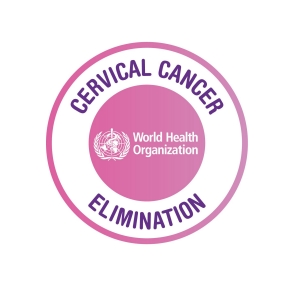 CERVICAL CANCER
World Health
Organization
ELIMINATION